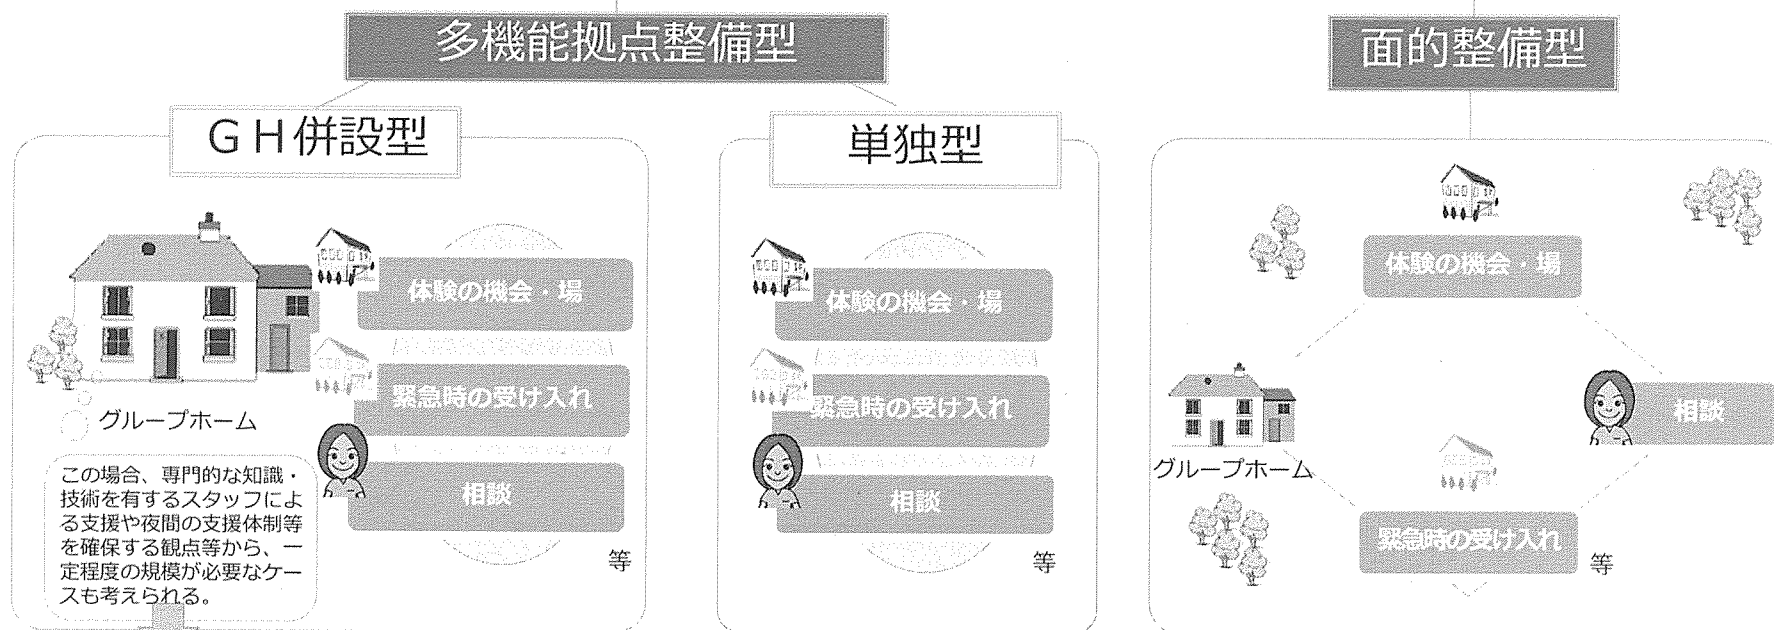 多機能拠点整備型
面的整備型
GH併設型
単独型
体験の機会・場
緊急時の受け入れ
グループホーム
相談
この場合、専門的な知識・
技術を有するスタッフによ
る支援や夜間の支援体制等
を確保する観点等から、一
定程度の規模が必要なケー
スも考えられる。
等
体験の機会・場
緊急時の受け入れ
相談
等
体験の機会・場
相談
グループホーム
緊急時の受け入れ
等